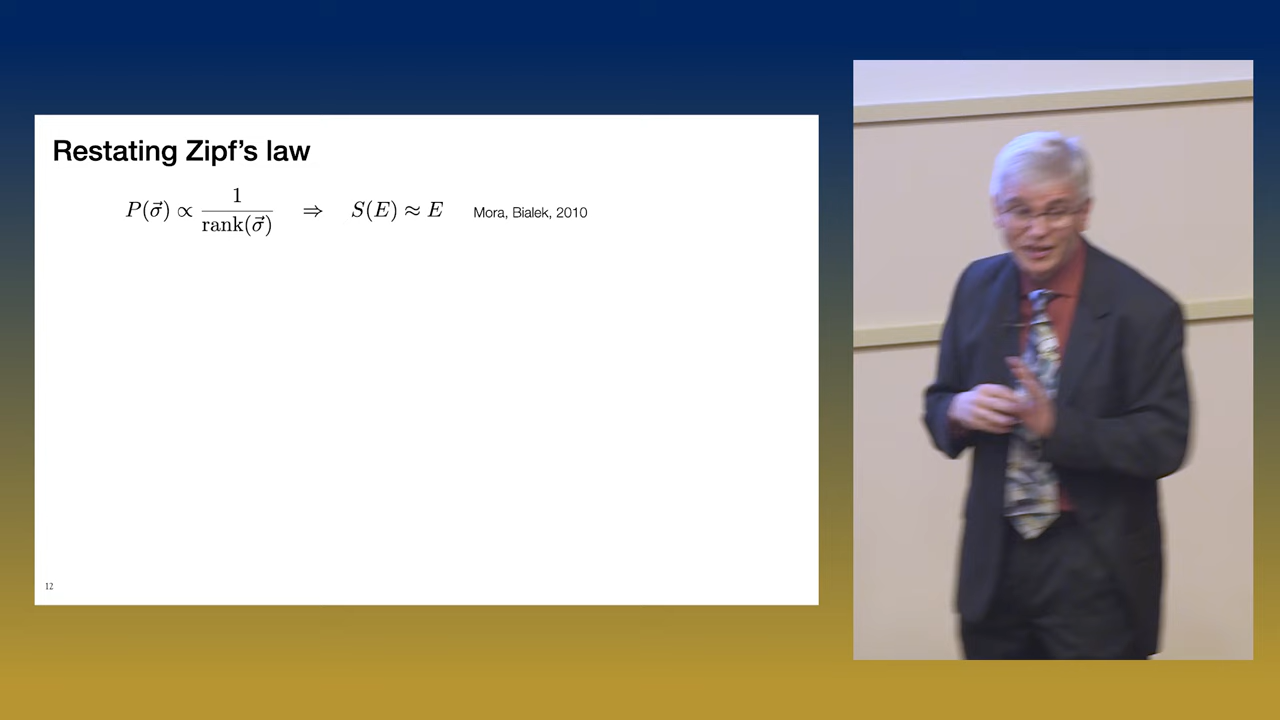 Restating Zipf's law
P(σ⃗) ∝ 1/rank(σ⃗) ⇒ S(E) ≈ E Mora, Bialek, 2010
12